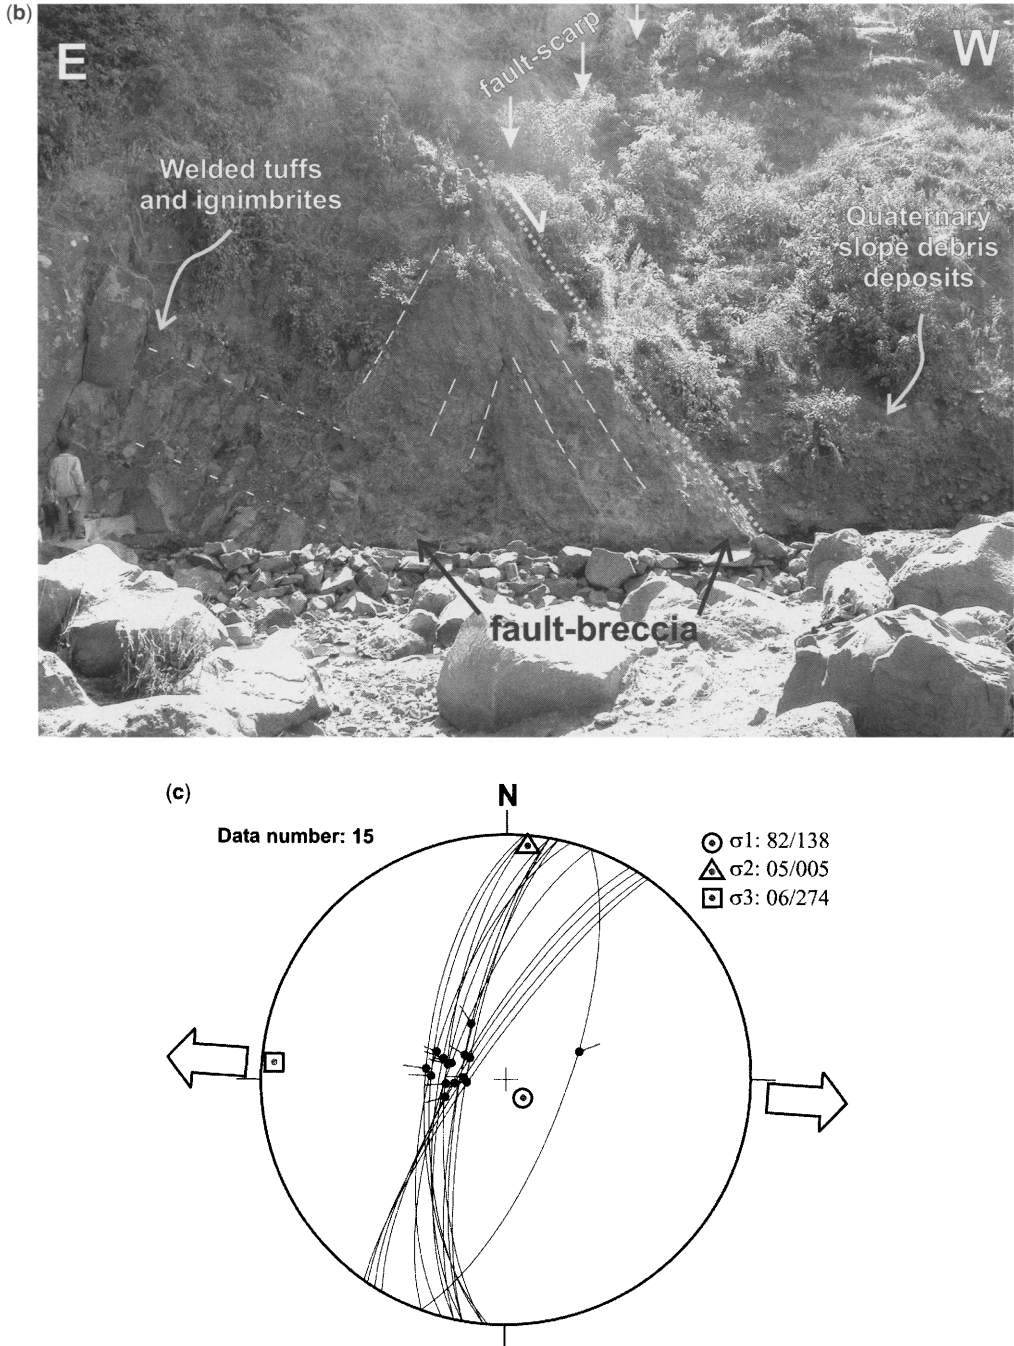 (b)
E
W
fault-scarp
Welded tuffs
and ignimbrites
Quaternary
slope debris
deposits
fault-breccia
(c)
N
Data number: 15
σ1: 82/138
σ2: 05/005
σ3: 06/274